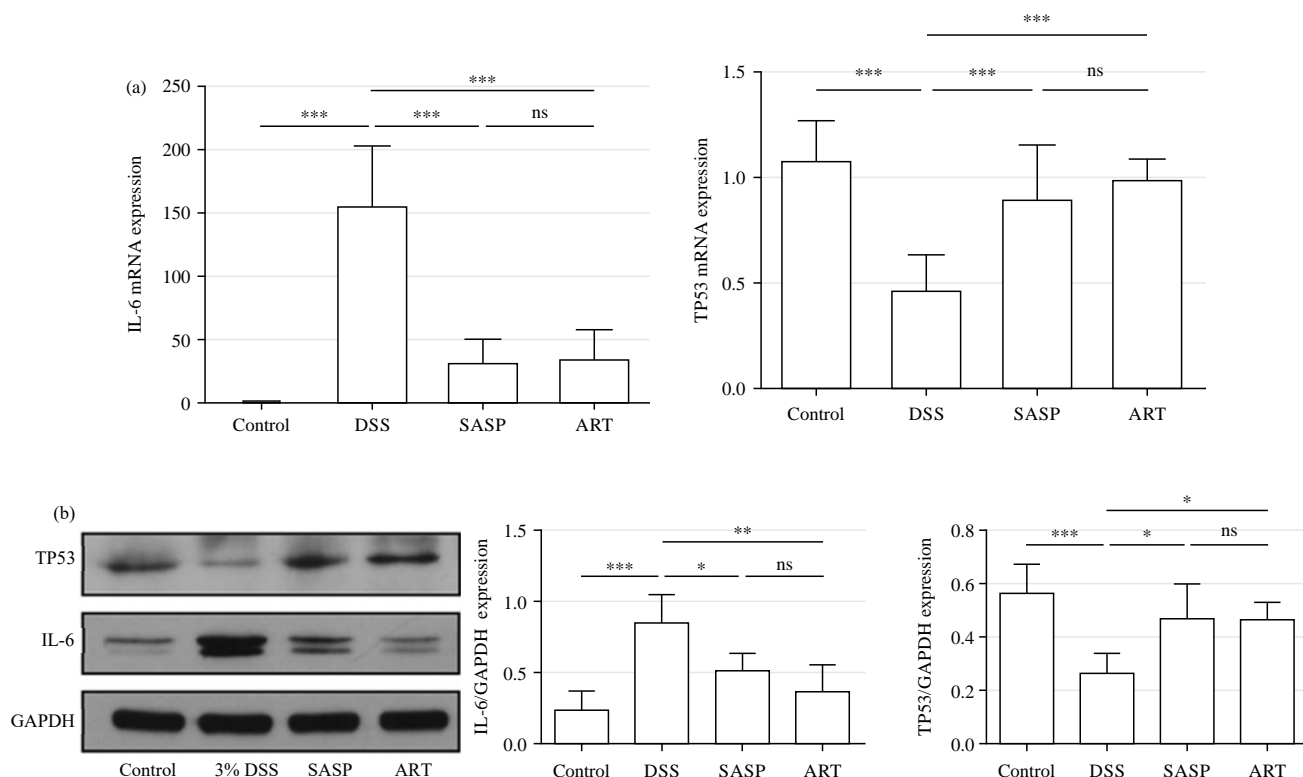 (a)
IL-6 mRNA expression
250
200
150
100
50
0
***
*** *** ns
Control DSS SASP ART
TP53 mRNA expression
1.5
1.0
0.5
0.0
***
*** *** ns
Control DSS SASP ART
(b)
TP53
IL-6
GAPDH
Control 3% DSS SASP ART
IL-6/GAPDH expression
1.5
1.0
0.5
0.0
**
*** * ns
Control DSS SASP ART
TP53/GAPDH expression
0.8
0.6
0.4
0.2
0.0
*
*** * ns
Control DSS SASP ART